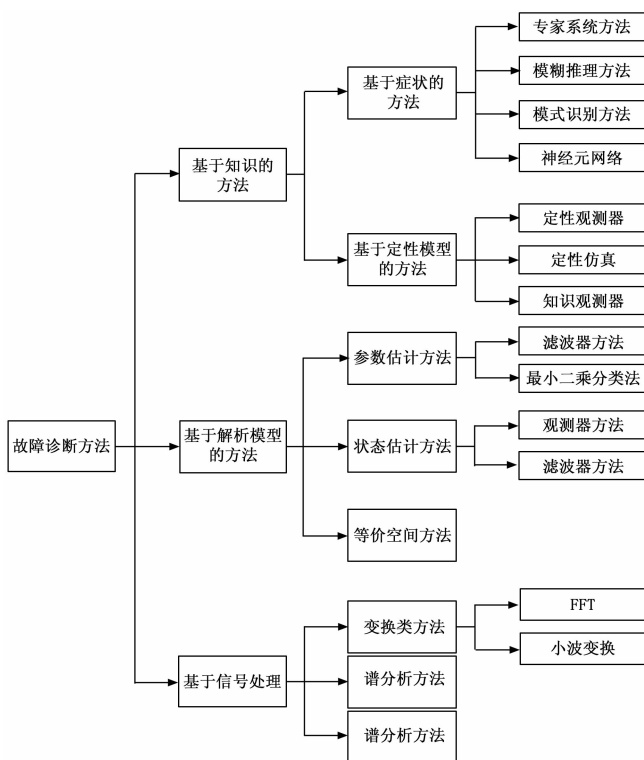 专家系统方法
模糊推理方法
基于症状的
方法
模式识别方法
神经元网络
基于知识的
方法
定性观测器
基于定性模型
的方法
定性仿真
知识观测器
参数估计方法
滤波器方法
最小二乘分类法
故障诊断方法
基于解析模型
的方法
状态估计方法
观测器方法
滤波器方法
等价空间方法
变换类方法
FFT
小波变换
基于信号处理
谱分析方法
谱分析方法